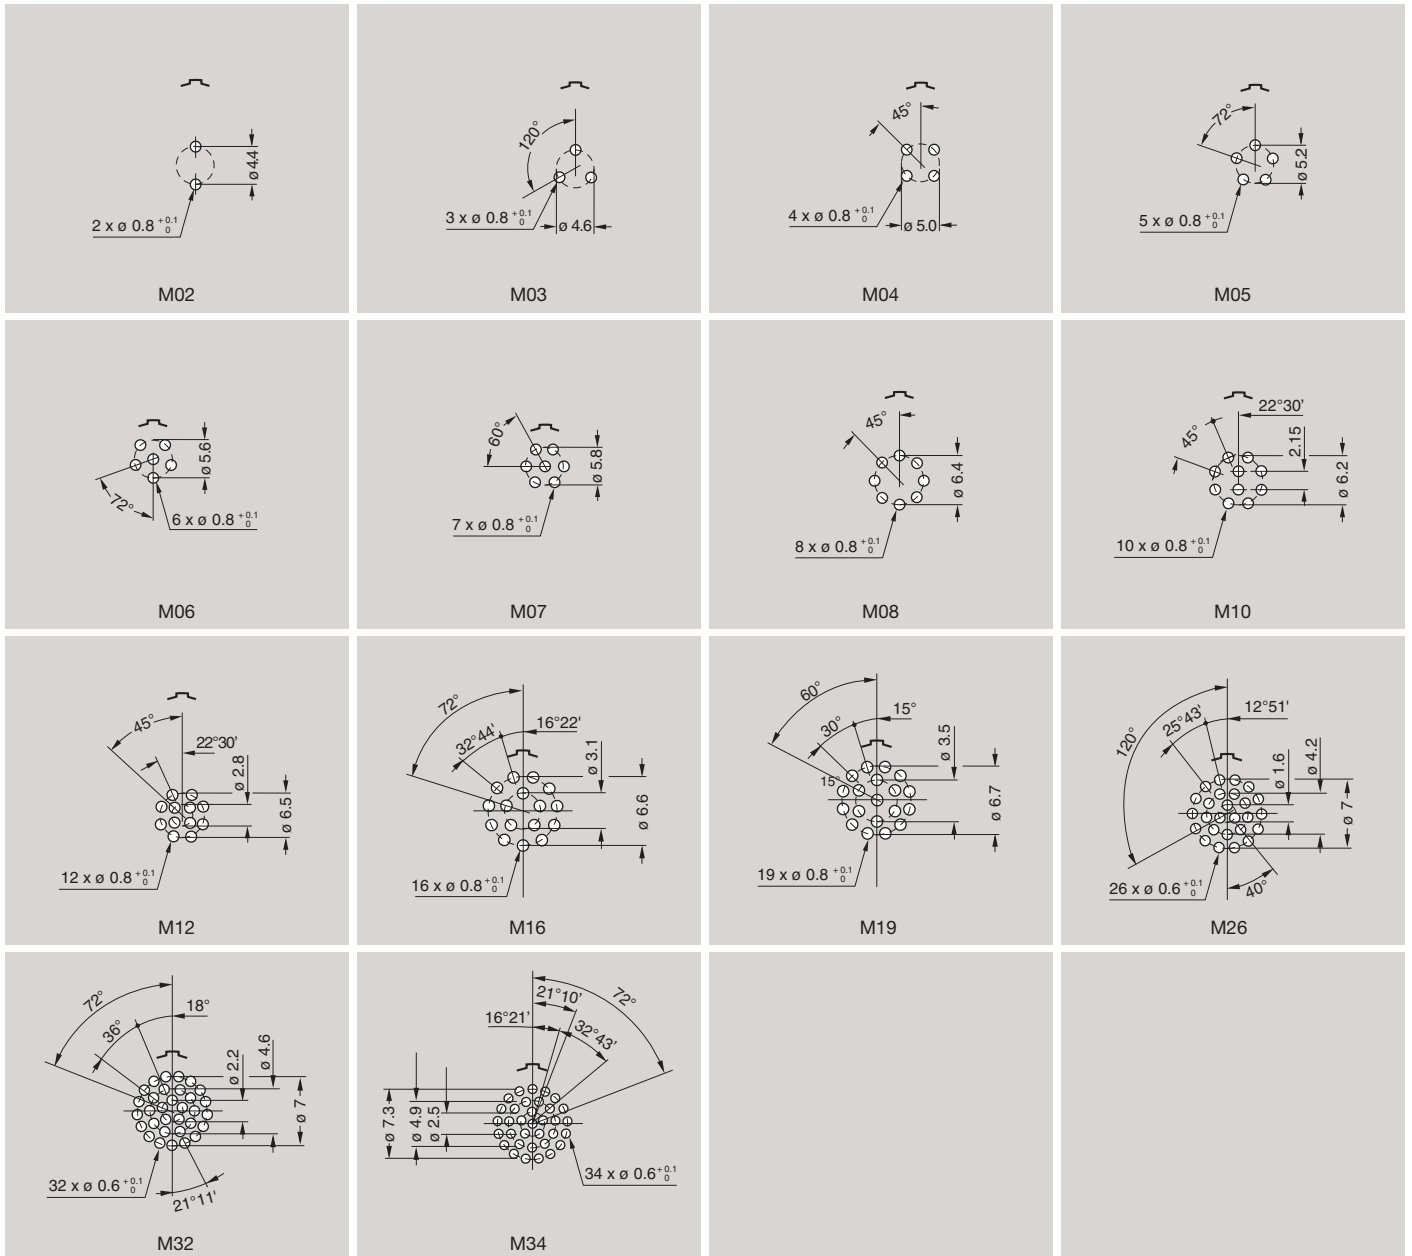 ø 4.4
2 x ø 0.8 +0.1 0
M02
120°
3 x ø 0.8 +0.1 0
ø 4.6
M03
45°
4 x ø 0.8 +0.1 0
ø 5.0
M04
72°
ø 5.2
5 x ø 0.8 +0.1 0
M05
ø 5.6
72°
6 x ø 0.8 +0.1 0
M06
60°
ø 5.8
7 x ø 0.8 +0.1 0
M07
45°
ø 6.4
8 x ø 0.8 +0.1 0
M08
22°30'
45°
2.15
ø 6.2
10 x ø 0.8 +0.1 0
M10
45°
22°30'
ø 2.8
ø 6.5
12 x ø 0.8 +0.1 0
M12
72°
16°22'
32°44'
ø 3.1
ø 6.6
16 x ø 0.8 +0.1 0
M16
60°
15°
30°
ø 3.5
15°
ø 6.7
19 x ø 0.8 +0.1 0
M19
12°51'
25°43'
120°
ø 1.6
ø 4.2
ø 7
26 x ø 0.6 +0.1 0
40°
M26
72°
18°
36°
ø 2.2
ø 4.6
ø 7
32 x ø 0.6 +0.1 0
21°11'
M32
21°10'
72°
16°21'
32°43'
ø 7.3
ø 4.9
ø 2.5
34 x ø 0.6 +0.1 0
M34